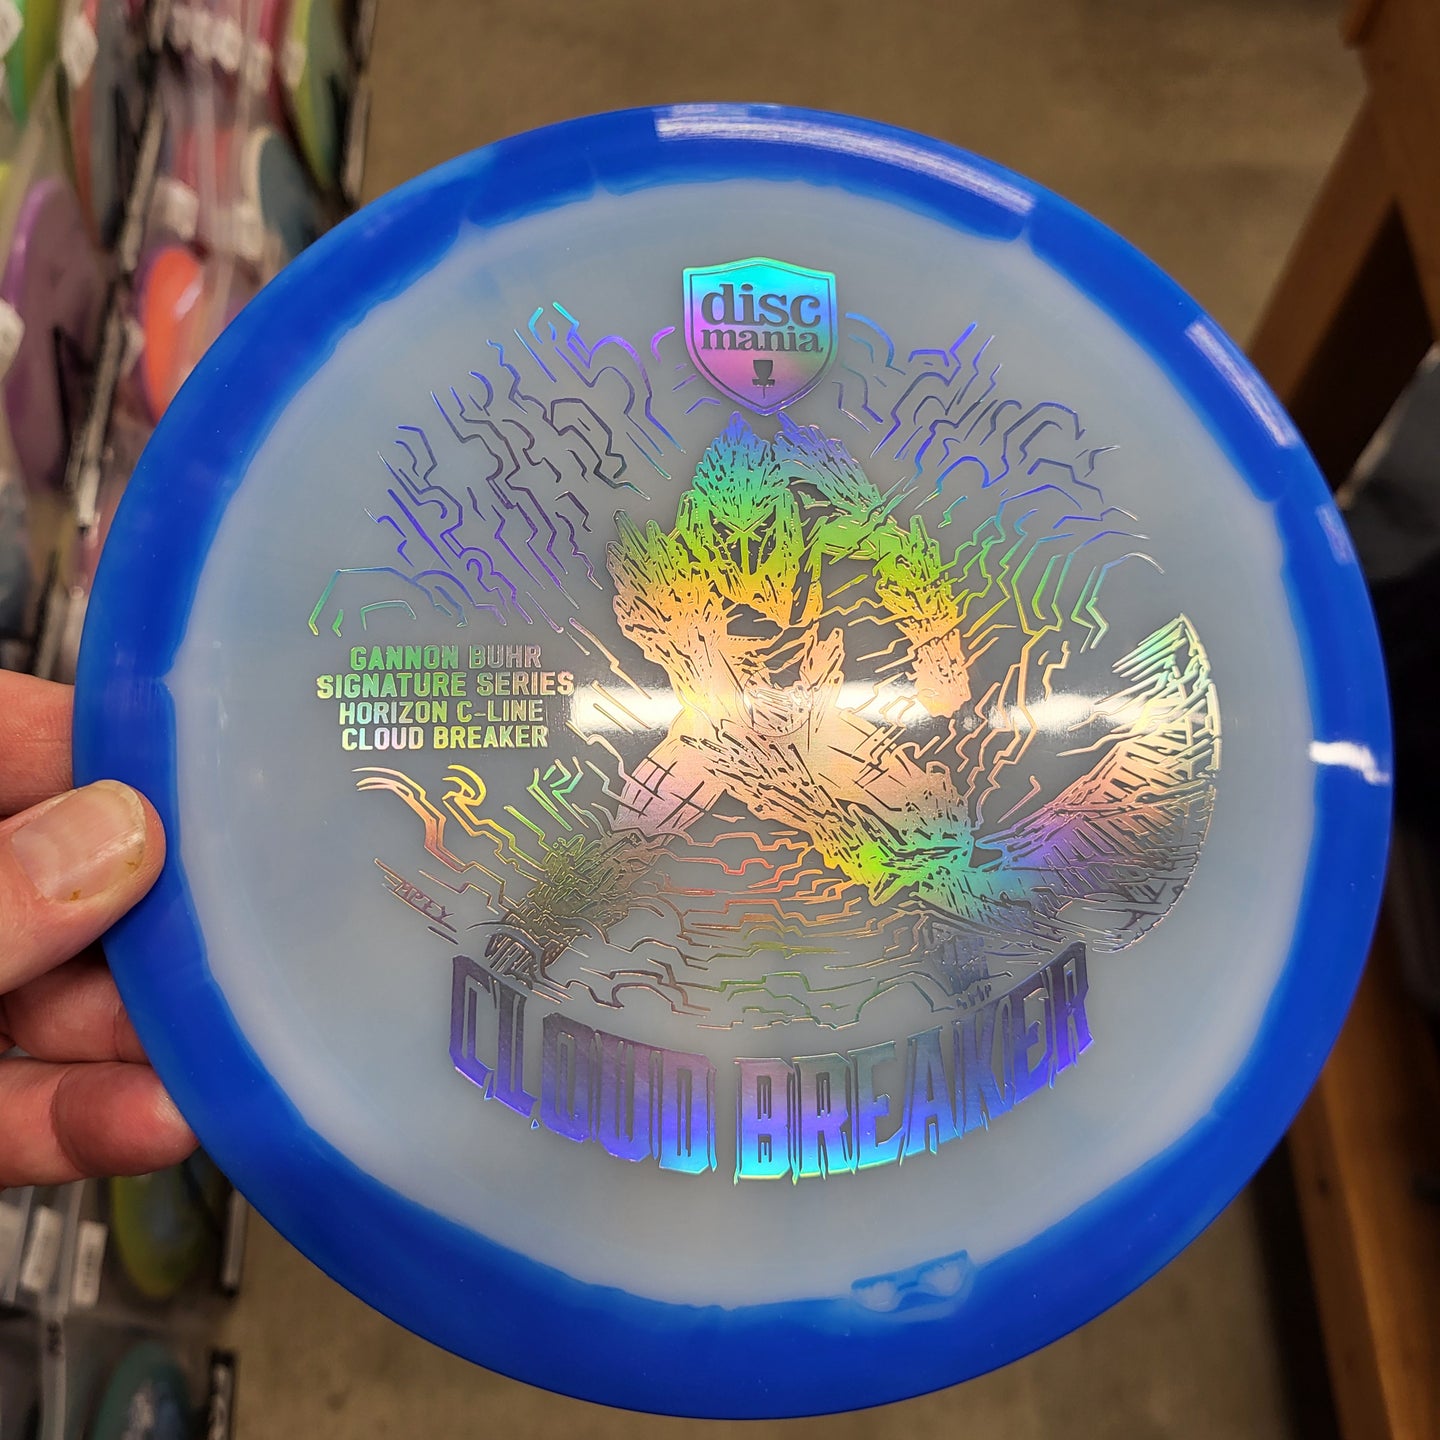 disc
mania
GANNON BUHR
SIGNATURE SERIES
HORIZON C-LINE
CLOUD BREAKER
CLOUD BREAKER